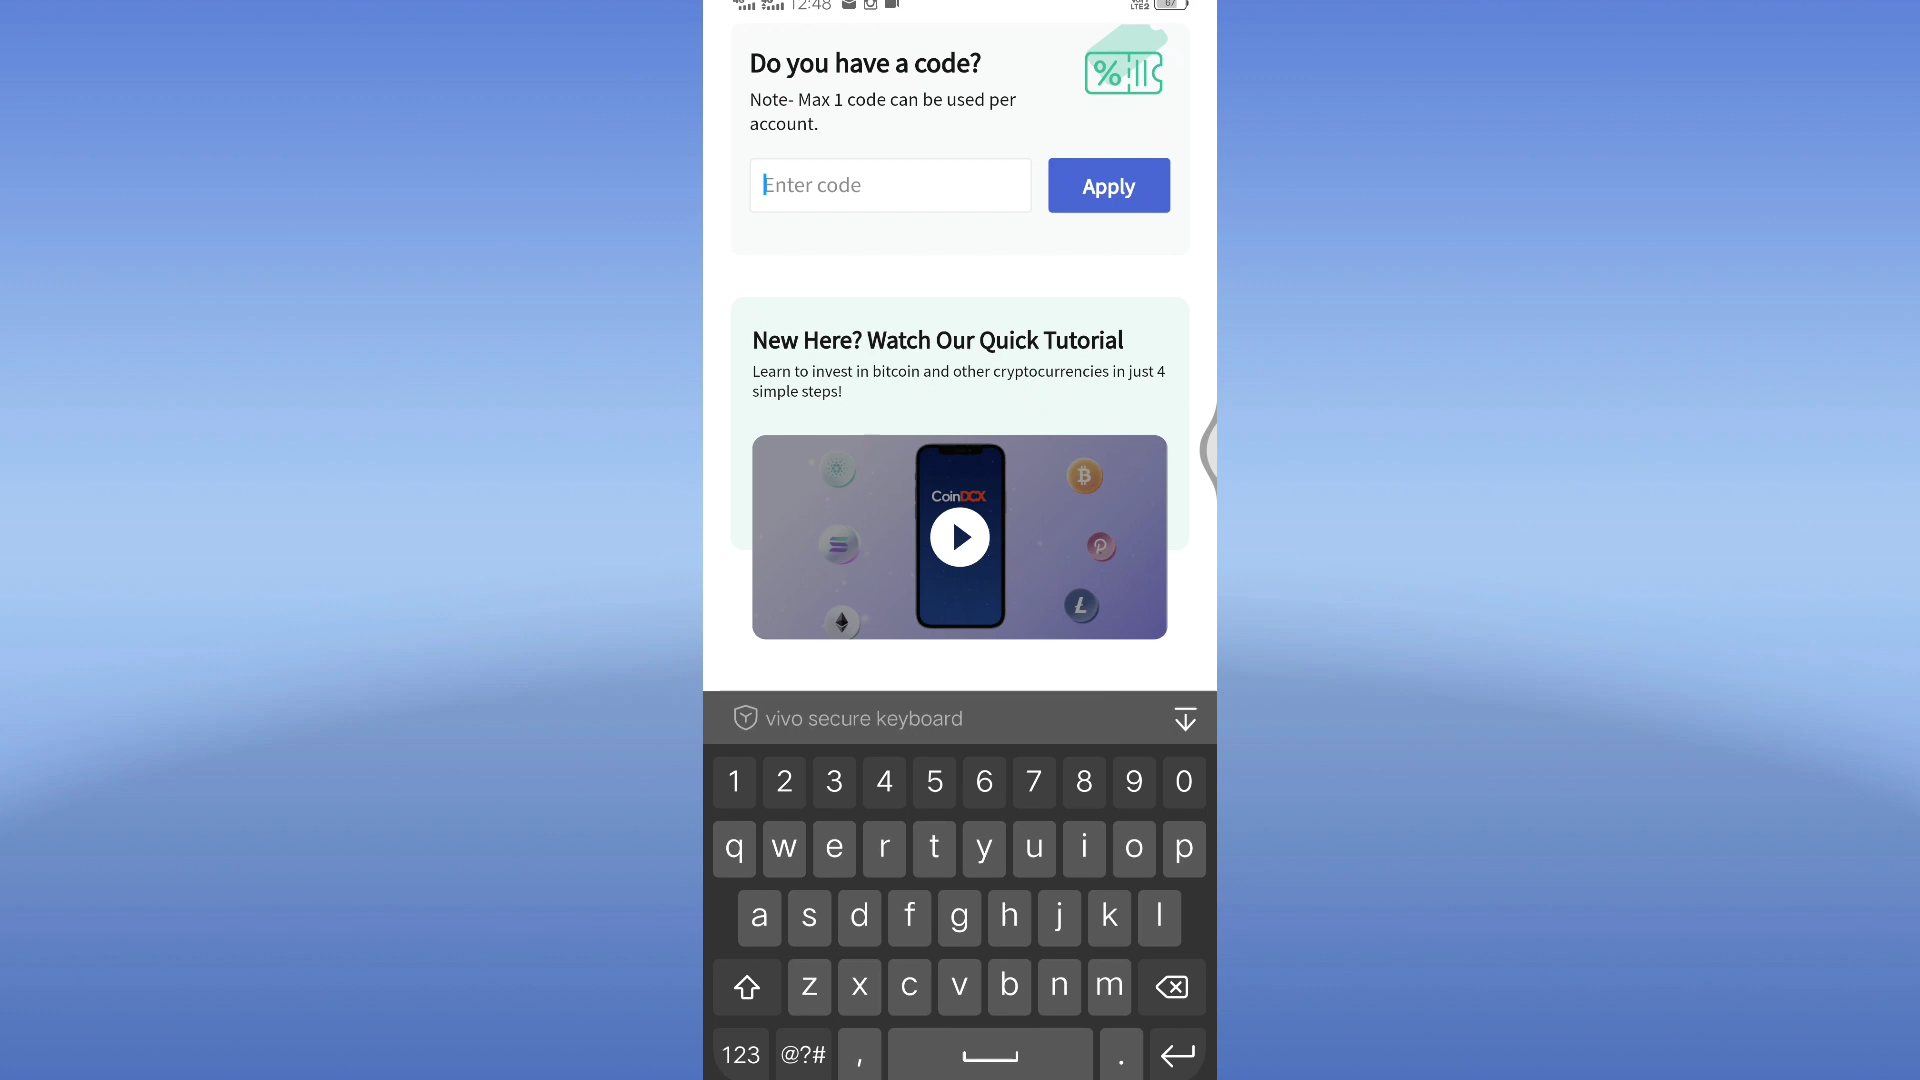 12:48
LTE2
67
Do you have a code?
Note- Max 1 code can be used per
account.
%
Enter code
Apply
New Here? Watch Our Quick Tutorial
Learn to invest in bitcoin and other cryptocurrencies in just 4
simple steps!
CoinDCX
vivo secure keyboard
1 2 3 4 5 6 7 8 9 0
q w e r t y u i o p
a s d f g h j k l
z x c v b n m
123 @?# , .